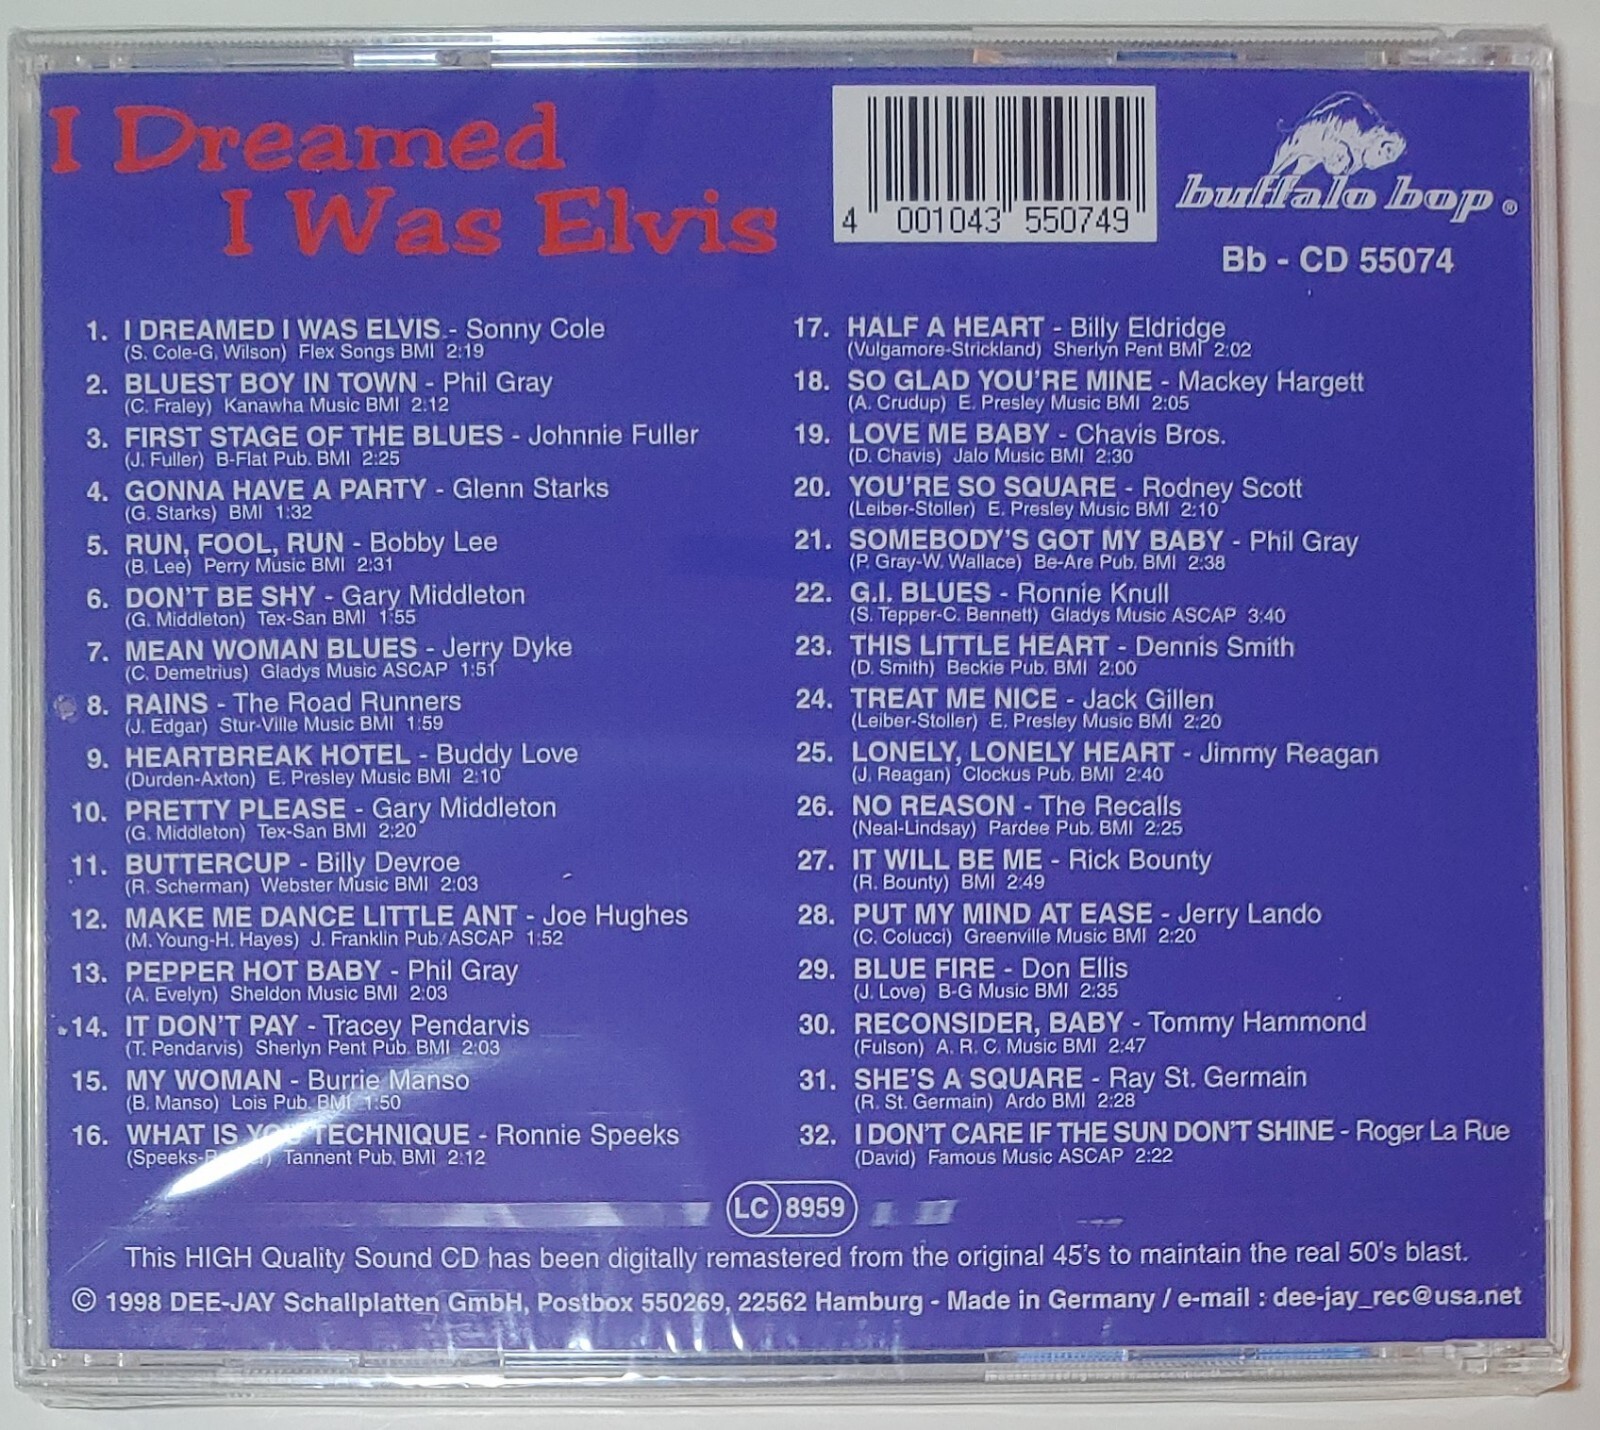 I Dreamed
I Was Elvis
4 001043 550749
buffalo bop ®
Bb - CD 55074
1. I DREAMED I WAS ELVIS - Sonny Cole
(S. Cole-G. Wilson) Flex Songs BMI 2:19
2. BLUEST BOY IN TOWN - Phil Gray
(C. Fraley) Kanawha Music BMI 2:12
3. FIRST STAGE OF THE BLUES - Johnnie Fuller
(J. Fuller) B-Flat Pub. BMI 2:25
4. GONNA HAVE A PARTY - Glenn Starks
(G. Starks) BMI 1:32
5. RUN, FOOL, RUN - Bobby Lee
(B. Lee) Perry Music BMI 2:31
6. DON'T BE SHY - Gary Middleton
(G. Middleton) Tex-San BMI 1:55
7. MEAN WOMAN BLUES - Jerry Dyke
(C. Demetrius) Gladys Music ASCAP 1:51
8. RAINS - The Road Runners
(J. Edgar) Stur-Ville Music BMI 1:59
9. HEARTBREAK HOTEL - Buddy Love
(Durden-Axton) E. Presley Music BMI 2:10
10. PRETTY PLEASE - Gary Middleton
(G. Middleton) Tex-San BMI 2:20
11. BUTTERCUP - Billy Devroe
(R. Scherman) Webster Music BMI 2:03
12. MAKE ME DANCE LITTLE ANT - Joe Hughes
(M. Young-H. Hayes) J. Franklin Pub. ASCAP 1:52
13. PEPPER HOT BABY - Phil Gray
(A. Evelyn) Sheldon Music BMI 2:03
14. IT DON'T PAY - Tracey Pendarvis
(T. Pendarvis) Sherlyn Pent Pub. BMI 2:03
15. MY WOMAN - Burrie Manso
(B. Manso) Lois Pub. BMI 1:50
16. WHAT IS YOU TECHNIQUE - Ronnie Speeks
Tannent Pub. BMI 2:12
17. HALF A HEART - Billy Eldridge
(Vulgamore-Strickland) Sherlyn Pent BMI 2:02
18. SO GLAD YOU'RE MINE - Mackey Hargett
(A. Crudup) E. Presley Music BMI 2:05
19. LOVE ME BABY - Chavis Bros.
(D. Chavis) Jalo Music BMI 2:30
20. YOU'RE SO SQUARE - Rodney Scott
(Leiber-Stoller) E. Presley Music BMI 2:10
21. SOMEBODY'S GOT MY BABY - Phil Gray
(P. Gray-W. Wallace) Be-Are Pub. BMI 2:38
22. G.I. BLUES - Ronnie Knull
(S. Tepper-C. Bennett) Gladys Music ASCAP 3:40
23. THIS LITTLE HEART - Dennis Smith
(D. Smith) Beckie Pub. BMI 2:00
24. TREAT ME NICE - Jack Gillen
(Leiber-Stoller) E. Presley Music BMI 2:20
25. LONELY, LONELY HEART - Jimmy Reagan
(J. Reagan) Clockus Pub. BMI 2:40
26. NO REASON - The Recalls
(Neal-Lindsay) Pardee Pub. BMI 2:25
27. IT WILL BE ME - Rick Bounty
(R. Bounty) BMI 2:49
28. PUT MY MIND AT EASE - Jerry Lando
(C. Colucci) Greenville Music BMI 2:20
29. BLUE FIRE - Don Ellis
(J. Love) B-G Music BMI 2:35
30. RECONSIDER, BABY - Tommy Hammond
(Fulson) A. R. C. Music BMI 2:47
31. SHE'S A SQUARE - Ray St. Germain
(R. St. Germain) Ardo BMI 2:28
32. I DON'T CARE IF THE SUN DON'T SHINE - Roger La Rue
(David) Famous Music ASCAP 2:22
LC 8959
This HIGH Quality Sound CD has been digitally remastered from the original 45's to maintain the real 50's blast.
© 1998 DEE-JAY Schallplatten GmbH, Postbox 550269, 22562 Hamburg - Made in Germany / e-mail : dee-jay_rec@usa.net